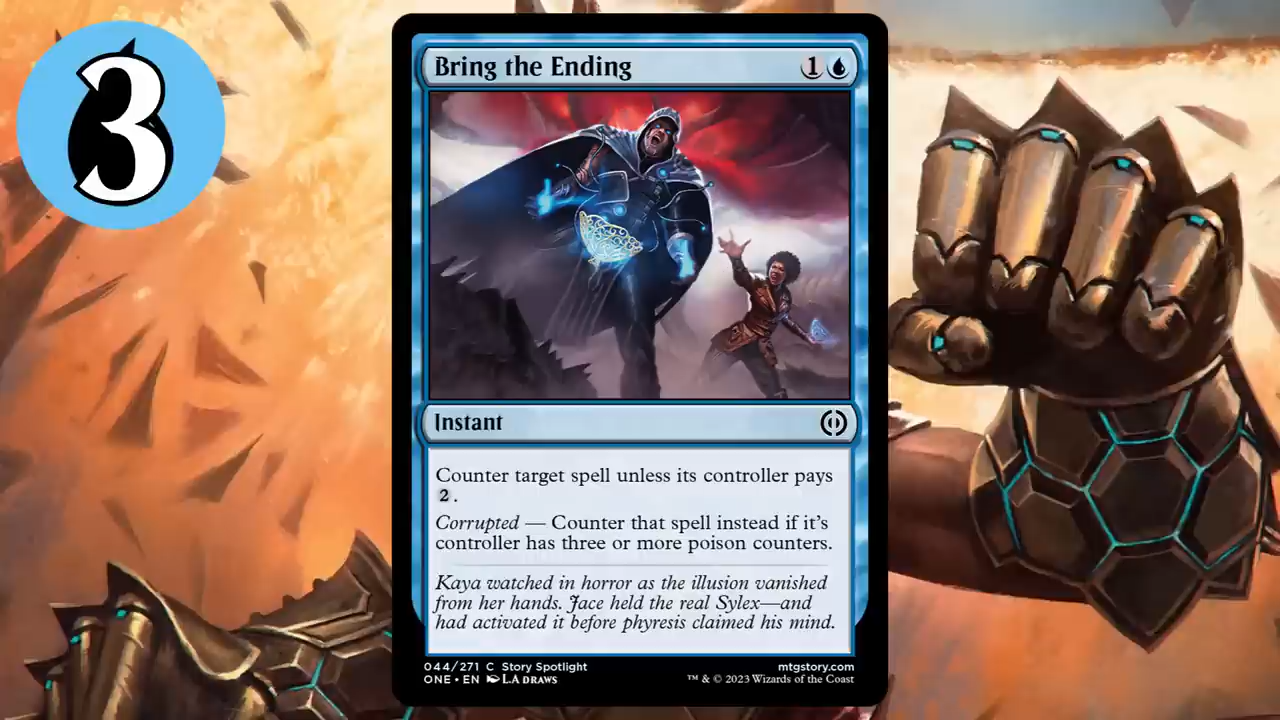 3
Bring the Ending 1
Instant
Counter target spell unless its controller pays
2.
Corrupted — Counter that spell instead if it's
controller has three or more poison counters.
Kaya watched in horror as the illusion vanished
from her hands. Jace held the real Sylex—and
had activated it before phyresis claimed his mind.
044/271 C Story Spotlight
mtgstory.com
ONE • EN L.A DRAWS
™ & © 2023 Wizards of the Coast